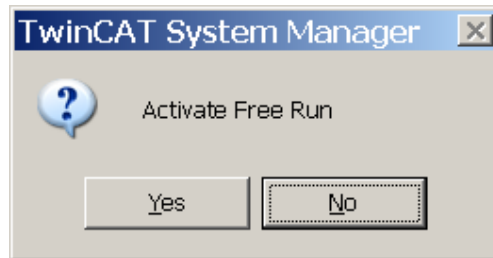 TwinCAT System Manager
Activate Free Run
Yes No